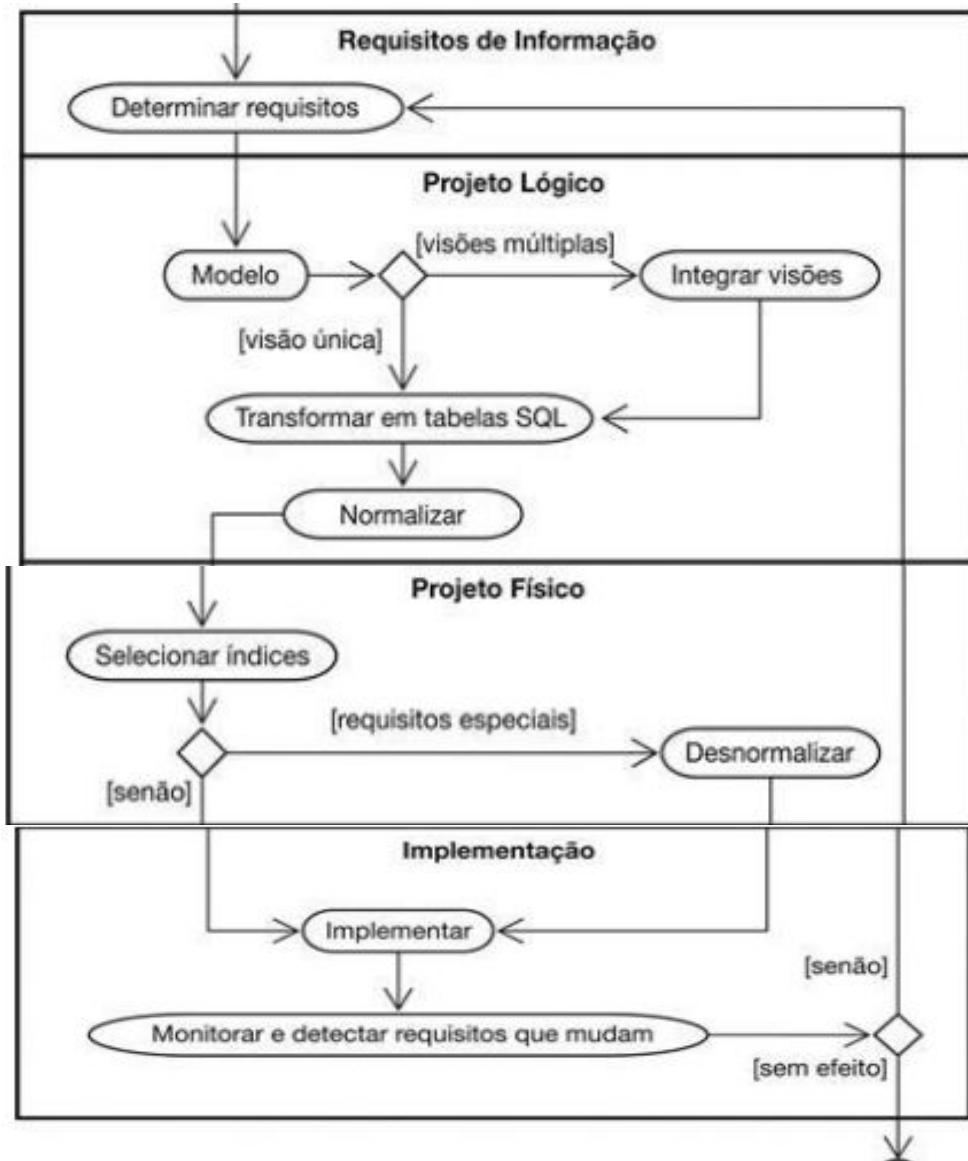 Requisitos de Informação
Determinar requisitos
Projeto Lógico
[visões múltiplas]
Modelo
Integrar visões
[visão única]
Transformar em tabelas SQL
Normalizar
Projeto Físico
Selecionar índices
[requisitos especiais]
Desnormalizar
[senão]
Implementação
Implementar
[senão]
Monitorar e detectar requisitos que mudam
[sem efeito]